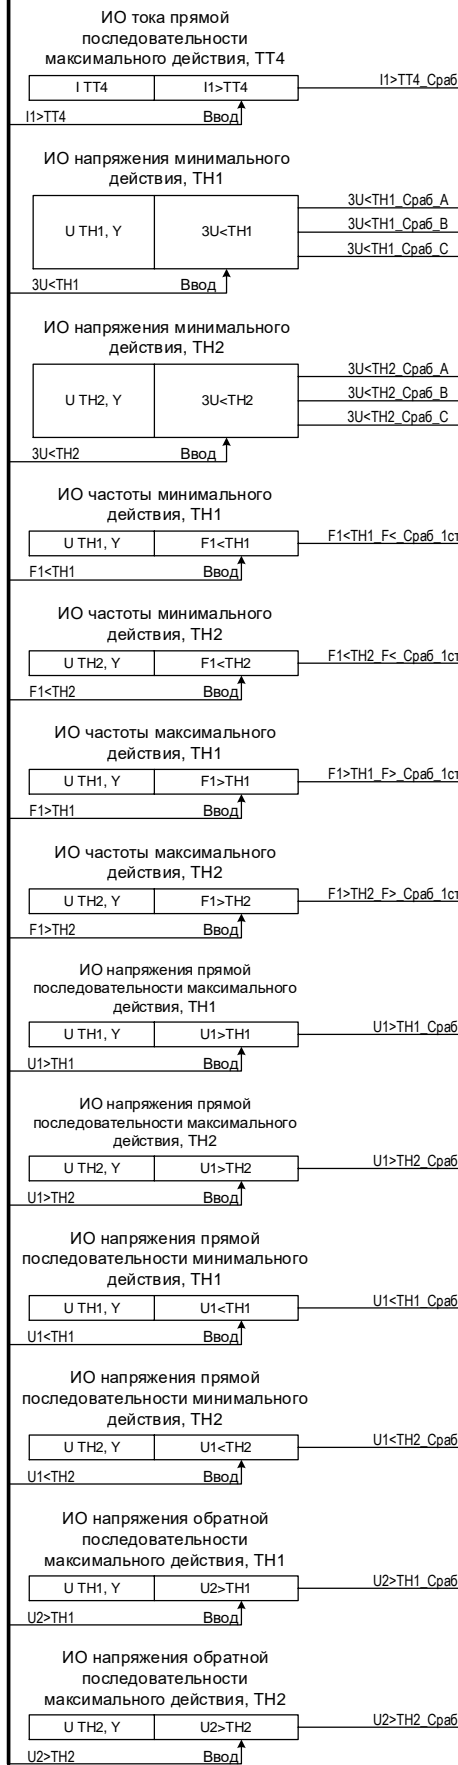 ИО тока прямой
последовательности
максимального действия, ТТ4
I ТТ4 I1>ТТ4 I1>ТТ4_Сраб
I1>ТТ4 Ввод
ИО напряжения минимального
действия, ТН1
3U<ТН1_Сраб_А
U ТН1, Y 3U<ТН1 3U<ТН1_Сраб_В
3U<ТН1_Сраб_С
3U<ТН1 Ввод
ИО напряжения минимального
действия, ТН2
3U<ТН2_Сраб_А
U ТН2, Y 3U<ТН2 3U<ТН2_Сраб_В
3U<ТН2_Сраб_С
3U<ТН2 Ввод
ИО частоты минимального
действия, ТН1
U ТН1, Y F1<ТН1 F1<ТН1_F<_Сраб_1ст
F1<ТН1 Ввод
ИО частоты минимального
действия, ТН2
U ТН2, Y F1<ТН2 F1<ТН2_F<_Сраб_1ст
F1<ТН2 Ввод
ИО частоты максимального
действия, ТН1
U ТН1, Y F1>ТН1 F1>ТН1_F>_Сраб_1ст
F1>ТН1 Ввод
ИО частоты максимального
действия, ТН2
U ТН2, Y F1>ТН2 F1>ТН2_F>_Сраб_1ст
F1>ТН2 Ввод
ИО напряжения прямой
последовательности максимального
действия, ТН1
U ТН1, Y U1>ТН1 U1>ТН1_Сраб
U1>ТН1 Ввод
ИО напряжения прямой
последовательности максимального
действия, ТН2
U ТН2, Y U1>ТН2 U1>ТН2_Сраб
U1>ТН2 Ввод
ИО напряжения прямой
последовательности минимального
действия, ТН1
U ТН1, Y U1<ТН1 U1<ТН1_Сраб
U1<ТН1 Ввод
ИО напряжения прямой
последовательности минимального
действия, ТН2
U ТН2, Y U1<ТН2 U1<ТН2_Сраб
U1<ТН2 Ввод
ИО напряжения обратной
последовательности
максимального действия, ТН1
U ТН1, Y U2>ТН1 U2>ТН1_Сраб
U2>ТН1 Ввод
ИО напряжения обратной
последовательности
максимального действия, ТН2
U ТН2, Y U2>ТН2 U2>ТН2_Сраб
U2>ТН2 Ввод